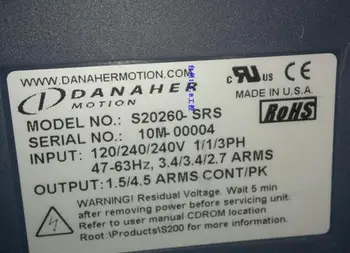 WWW.DANAHERMOTION.COM
DANAHER
MOTION
c UL US CE
MADE IN U.S.A.
RoHS
MODEL NO.: S20260-SRS
SERIAL NO.: 10M-00004
INPUT: 120/240/240V 1/1/3PH
47-63Hz, 3.4/3.4/2.7 ARMS
OUTPUT: 1.5/4.5 ARMS CONT/PK
WARNING! Residual Voltage. Wait 5 min
after removing power before servicing unit.
Refer to user manual CDROM location
Root:\Products\S200 for user manuals.